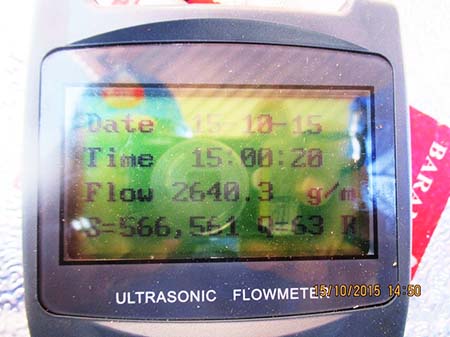 Date 15-10-15
Time 15:00:20
Flow 2640.3 g/m
S=566,561 Q=63 R
ULTRASONIC FLOWMETER
15/10/2015 14:50